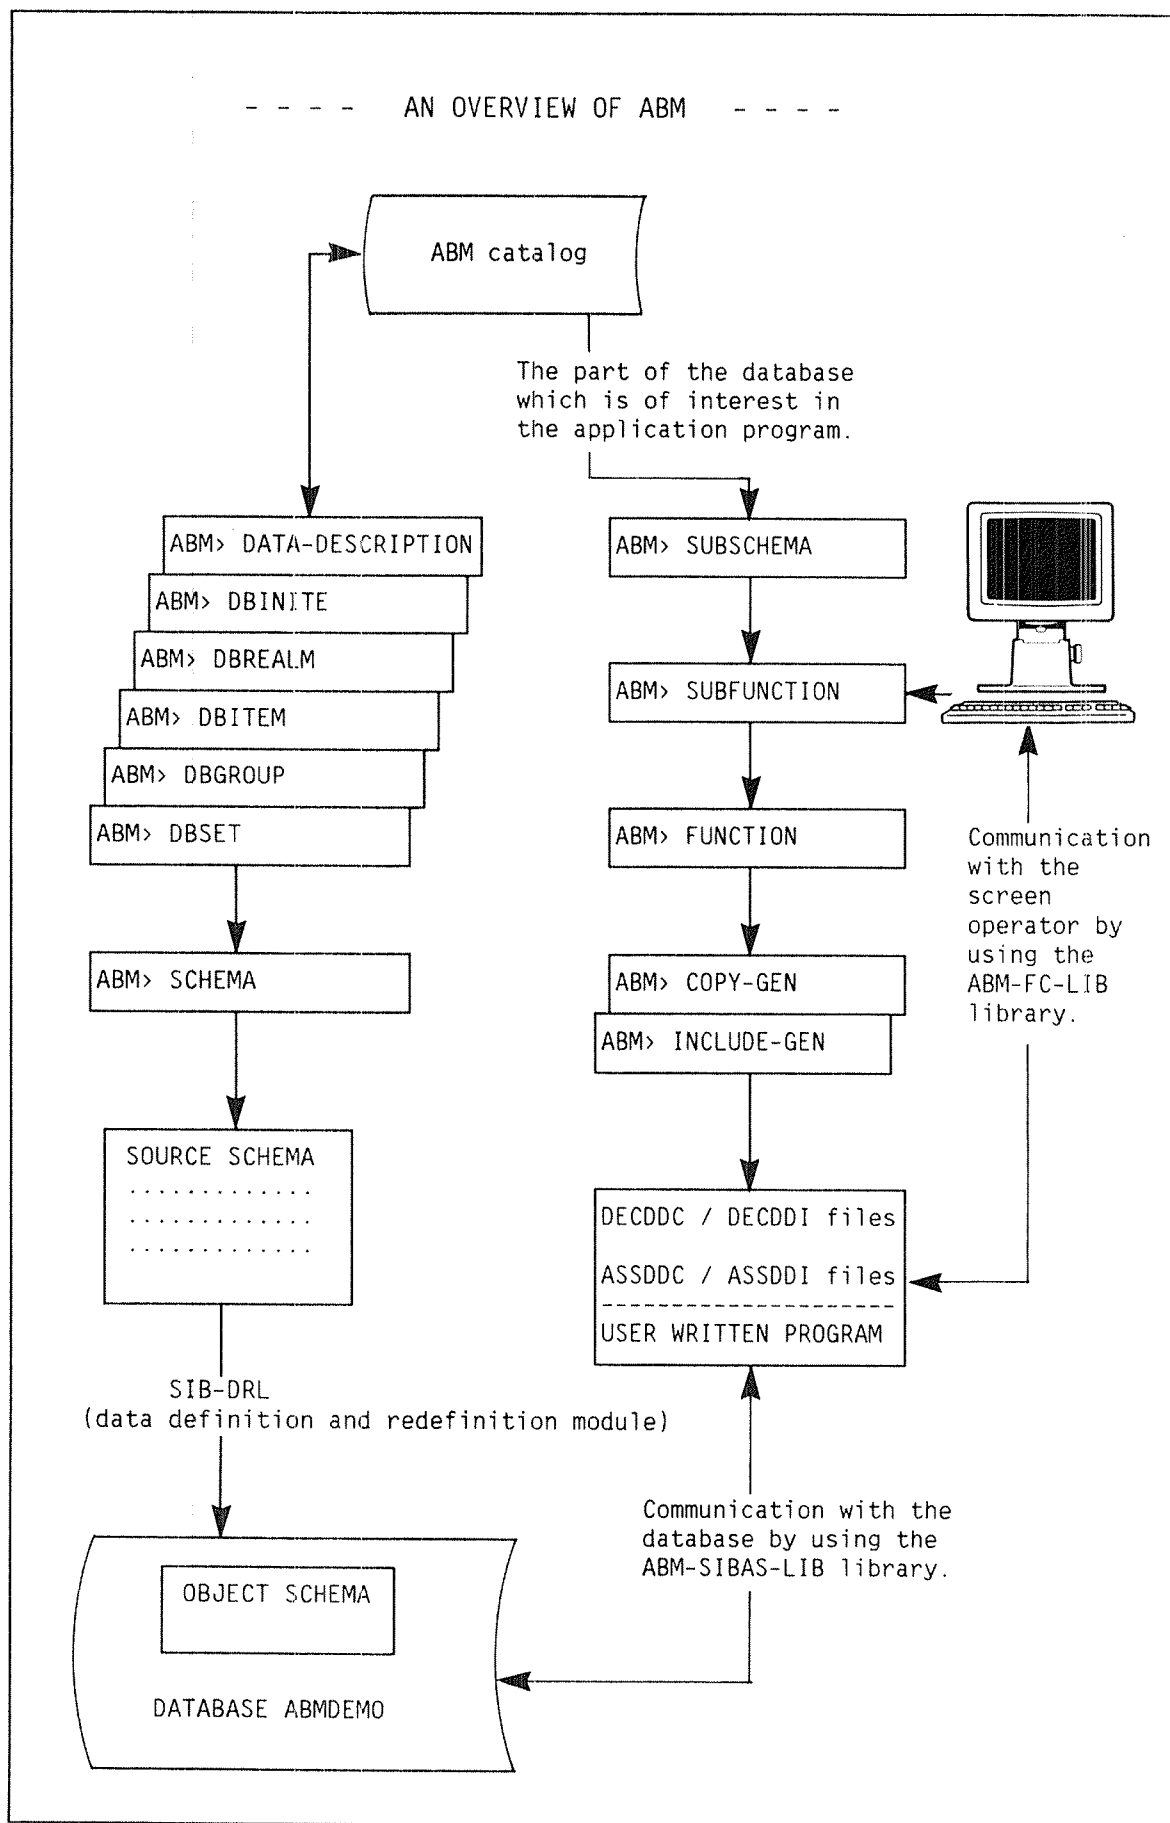 - - - - AN OVERVIEW OF ABM - - - -
ABM catalog
The part of the database
which is of interest in
the application program.
ABM> DATA-DESCRIPTION
ABM> DBINITE
ABM> DBREALM
ABM> DBITEM
ABM> DBGROUP
ABM> DBSET
ABM> SCHEMA
SOURCE SCHEMA
. . . . . . . . . . . . .
. . . . . . . . . . . . .
. . . . . . . . . . . . .
SIB-DRL
(data definition and redefinition module)
OBJECT SCHEMA
DATABASE ABMDEMO
ABM> SUBSCHEMA
ABM> SUBFUNCTION
ABM> FUNCTION
ABM> COPY-GEN
ABM> INCLUDE-GEN
DECDDC / DECDDI files
ASSDDC / ASSDDI files
--------------------
USER WRITTEN PROGRAM
Communication
with the
screen
operator by
using the
ABM-FC-LIB
library.
Communication with the
database by using the
ABM-SIBAS-LIB library.